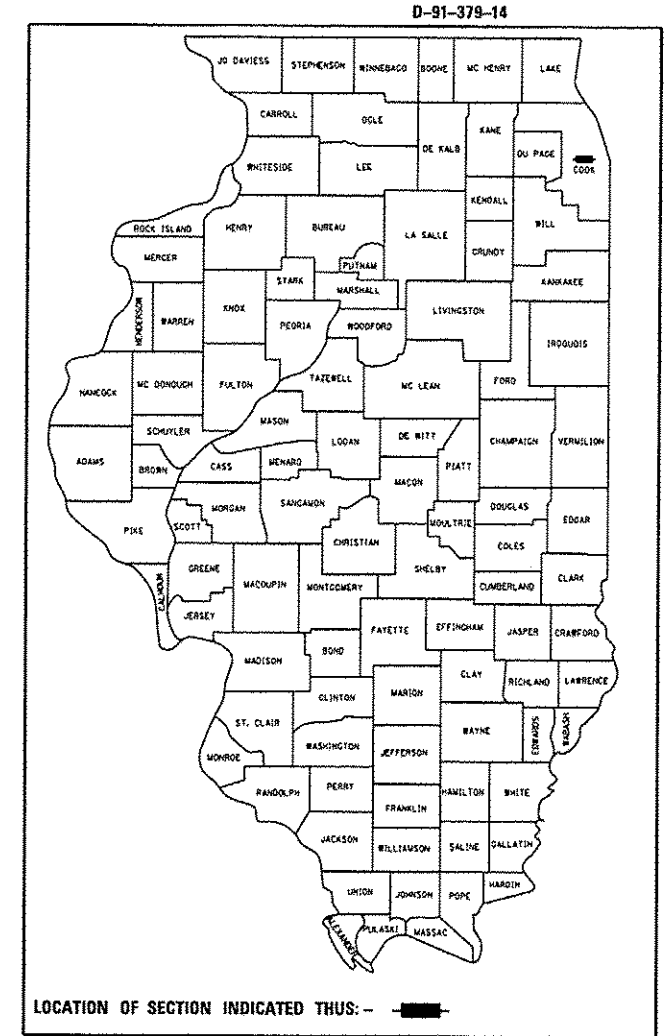 D-91-379-14
JO DAVIESS STEPHENSON WINNEBAGO BOONE MC HENRY LAKE
CARROLL OGLE DE KALB KANE DU PAGE COOK
WHITESIDE LEE KENDALL WILL
ROCK ISLAND HENRY BUREAU LA SALLE GRUNDY
MERCER PUTNAM KANKAKEE
STARK MARSHALL LIVINGSTON
HENDERSON WARREN KNOX PEORIA WOODFORD IROQUOIS
HANCOCK MC DONOUGH FULTON TAZEWELL MC LEAN FORD
MASON
SCHUYLER LOGAN DE WITT CHAMPAIGN VERMILION
ADAMS BROWN CASS MENARD PIATT
MACON
PIKE SCOTT MORGAN SANGAMON MOULTRIE DOUGLAS EDGAR
CHRISTIAN COLES
CALHOUN GREENE MACOUPIN MONTGOMERY SHELBY CUMBERLAND CLARK
JERSEY
FAYETTE EFFINGHAM JASPER CRAWFORD
MADISON BOND
CLAY RICHLAND LAWRENCE
CLINTON MARION
ST. CLAIR WAYNE EDWARDS WABASH
WASHINGTON JEFFERSON
MONROE
RANDOLPH PERRY HAMILTON WHITE
FRANKLIN
JACKSON WILLIAMSON SALINE GALLATIN
UNION JOHNSON POPE HARDIN
ALEXANDER PULASKI MASSAC
LOCATION OF SECTION INDICATED THUS: -